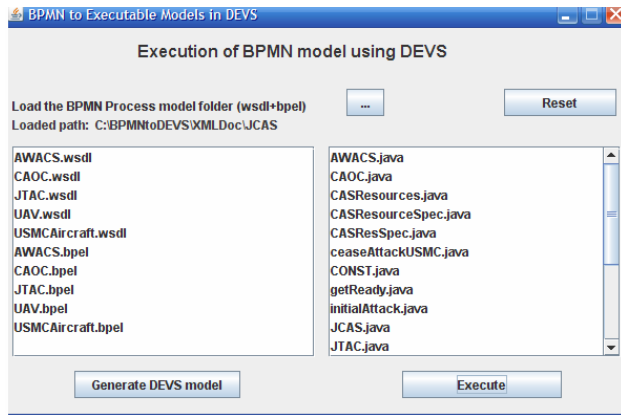 BPMN to Executable Models in DEVS
Execution of BPMN model using DEVS
Load the BPMN Process model folder (wsdl+bpel)
...
Reset
Loaded path: C:\BPMNtoDEVS\XMLDoc\JCAS
AWACS.wsdl
CAOC.wsdl
JTAC.wsdl
UAV.wsdl
USMCAircraft.wsdl
AWACS.bpel
CAOC.bpel
JTAC.bpel
UAV.bpel
USMCAircraft.bpel
AWACS.java
CAOC.java
CASResources.java
CASResourceSpec.java
CASResSpec.java
ceaseAttackUSMC.java
CONST.java
getReady.java
initialAttack.java
JCAS.java
JTAC.java
Generate DEVS model
Execute